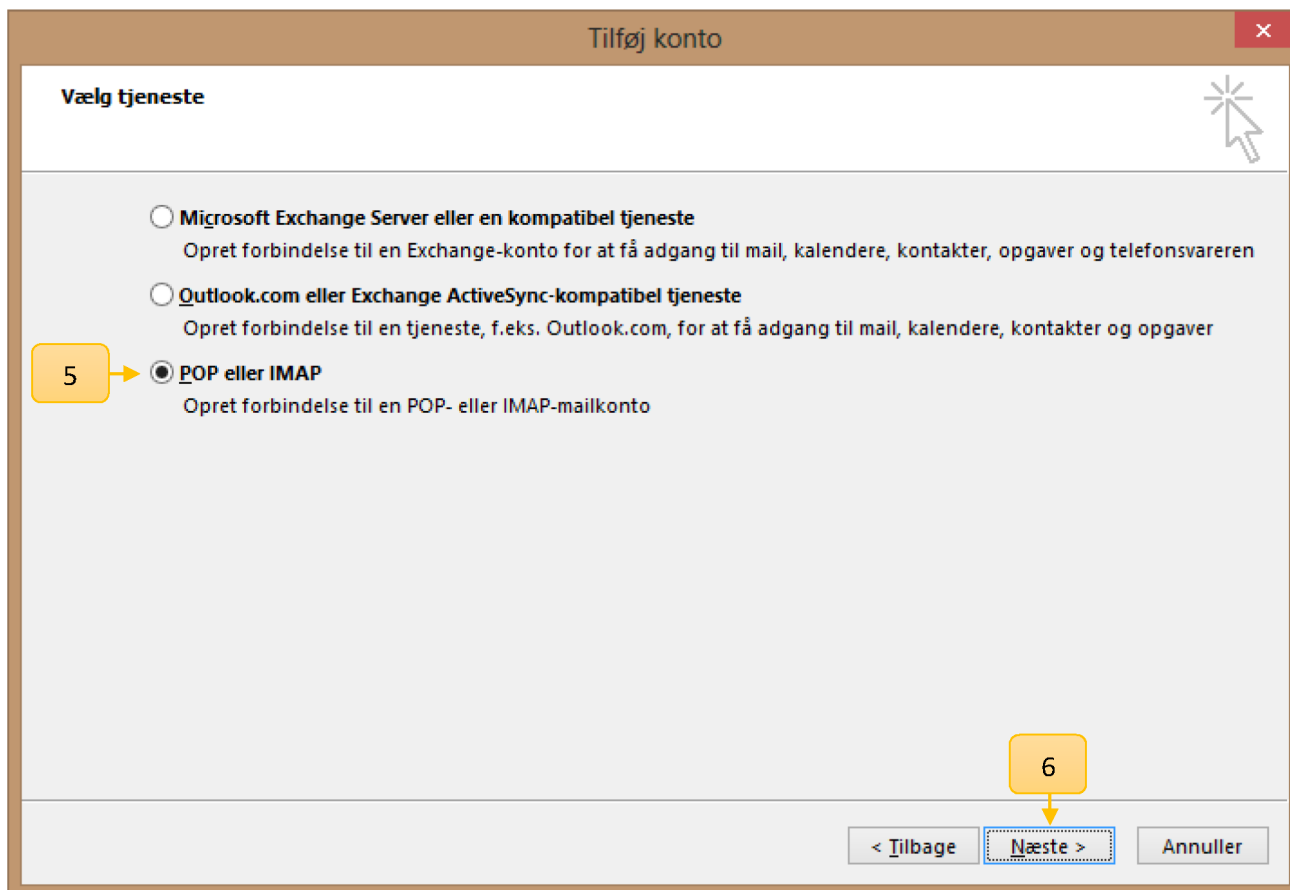 Tilføj konto
Vælg tjeneste
Microsoft Exchange Server eller en kompatibel tjeneste
Opret forbindelse til en Exchange-konto for at få adgang til mail, kalendere, kontakter, opgaver og telefonsvareren
Outlook.com eller Exchange ActiveSync-kompatibel tjeneste
Opret forbindelse til en tjeneste, f.eks. Outlook.com, for at få adgang til mail, kalendere, kontakter og opgaver
5
POP eller IMAP
Opret forbindelse til en POP- eller IMAP-mailkonto
6
< Tilbage
Næste >
Annuller